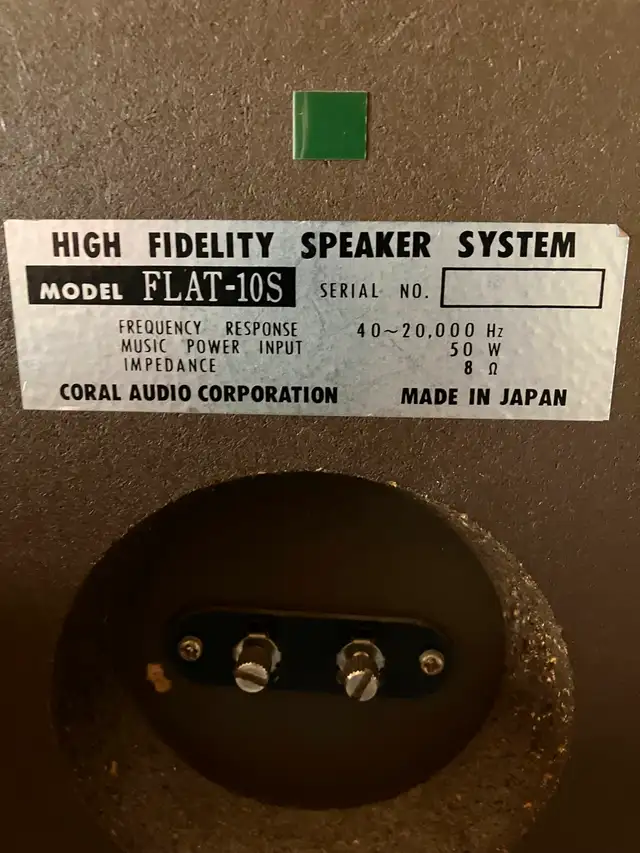 HIGH FIDELITY SPEAKER SYSTEM
MODEL FLAT-10S SERIAL NO.
FREQUENCY RESPONSE 40~20,000 Hz
MUSIC POWER INPUT 50 W
IMPEDANCE 8 Ω
CORAL AUDIO CORPORATION MADE IN JAPAN